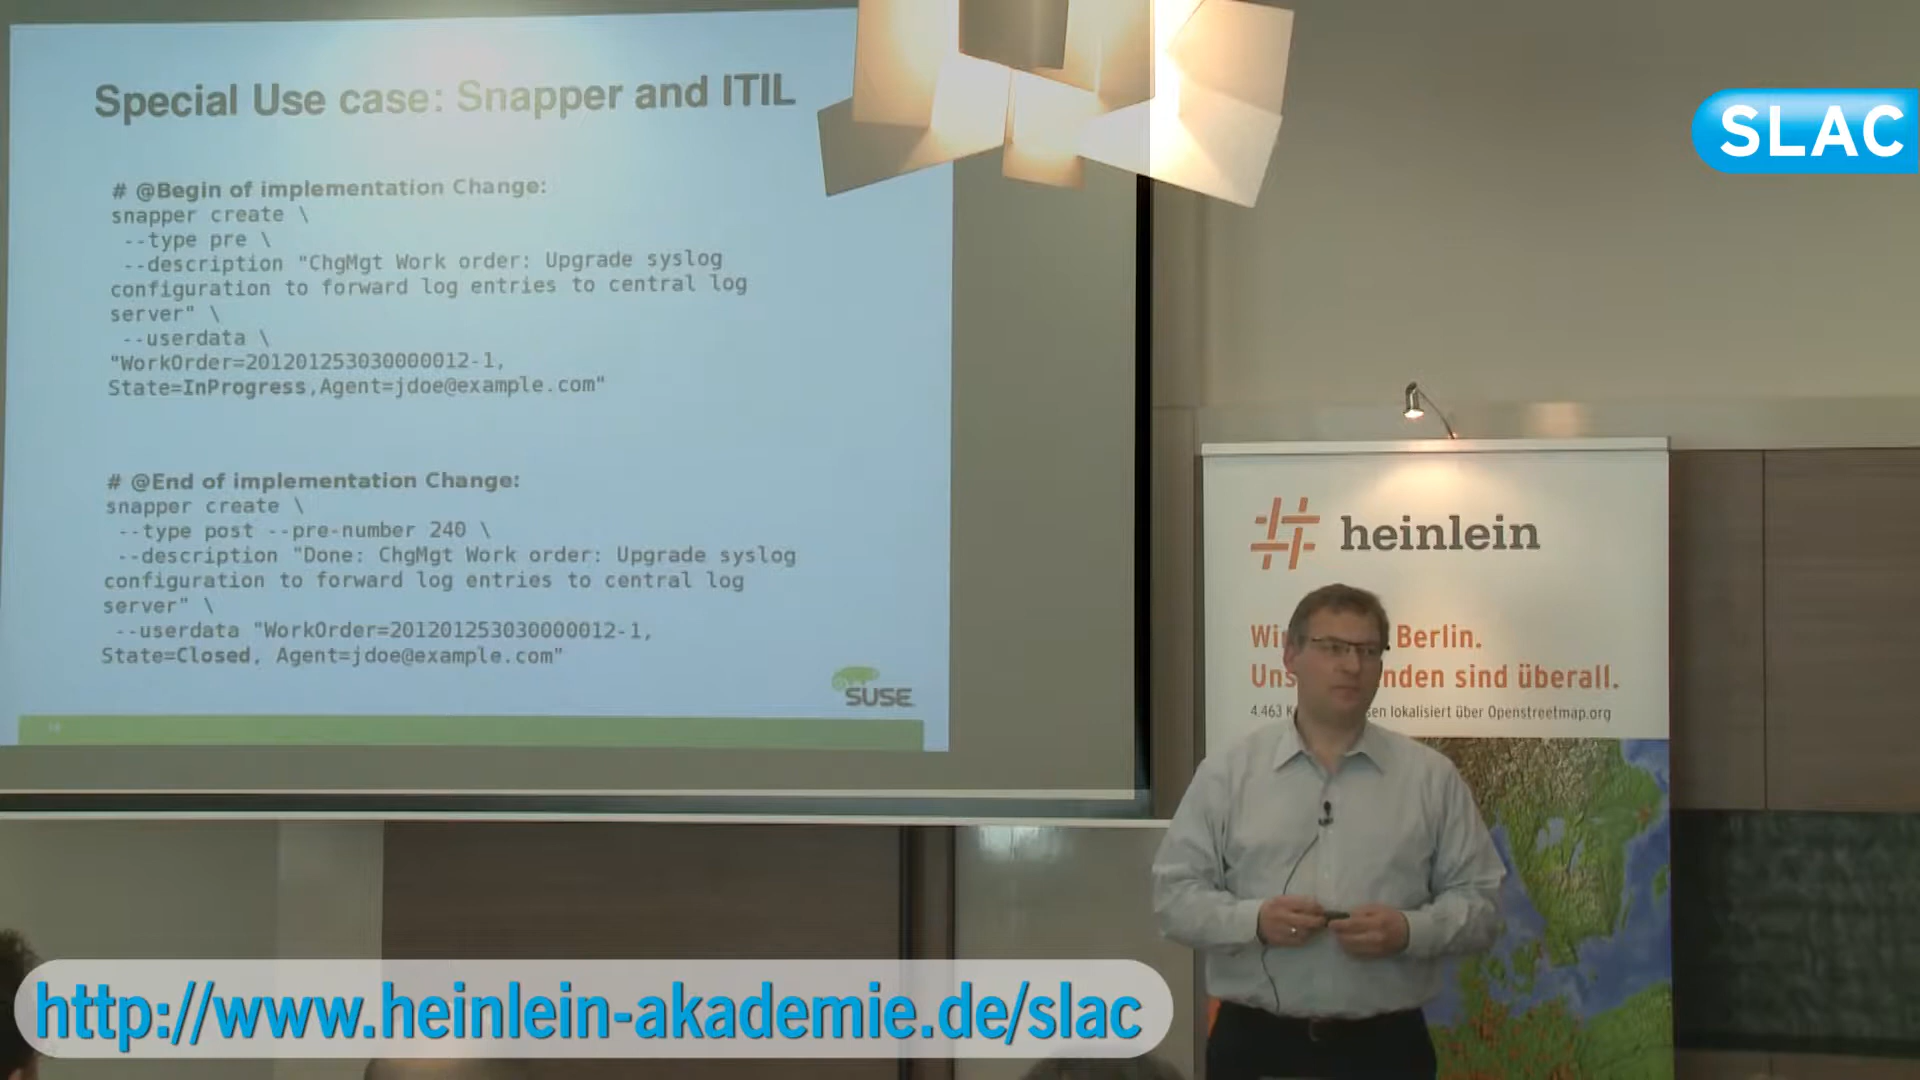 Special Use case: Snapper and ITIL
# @Begin of implementation Change:
snapper create \
--type pre \
--description "ChgMgt Work order: Upgrade syslog
configuration to forward log entries to central log
server" \
--userdata \
"WorkOrder=201201253030000012-1,
State=InProgress,Agent=jdoe@example.com"
# @End of implementation Change:
snapper create \
--type post --pre-number 240 \
--description "Done: ChgMgt Work order: Upgrade syslog
configuration to forward log entries to central log
server" \
--userdata "WorkOrder=201201253030000012-1,
State=Closed, Agent=jdoe@example.com"
SUSE
SLAC
heinlein
Berlin.
sind überall.
4.463
lokalisiert über Openstreetmap.org
http://www.heinlein-akademie.de/slac